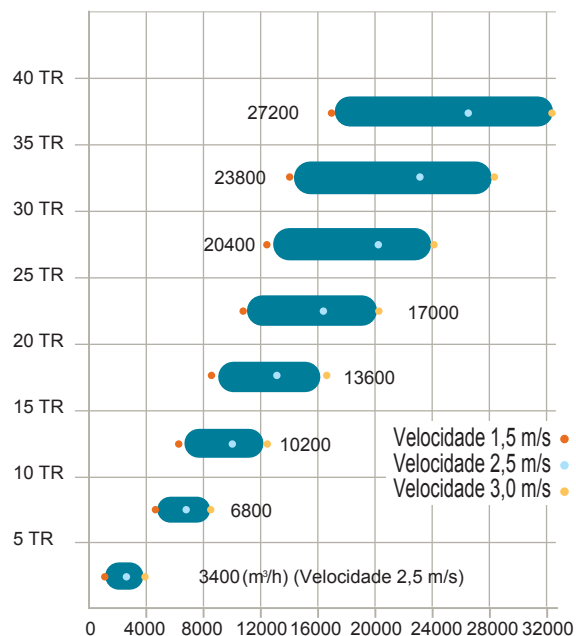 40 TR
27200
35 TR
23800
30 TR
20400
25 TR
17000
20 TR
13600
15 TR
10200
Velocidade 1,5 m/s
Velocidade 2,5 m/s
Velocidade 3,0 m/s
10 TR
6800
5 TR
3400 (m³/h) (Velocidade 2,5 m/s)
0 4000 8000 12000 16000 20000 24000 28000 32000